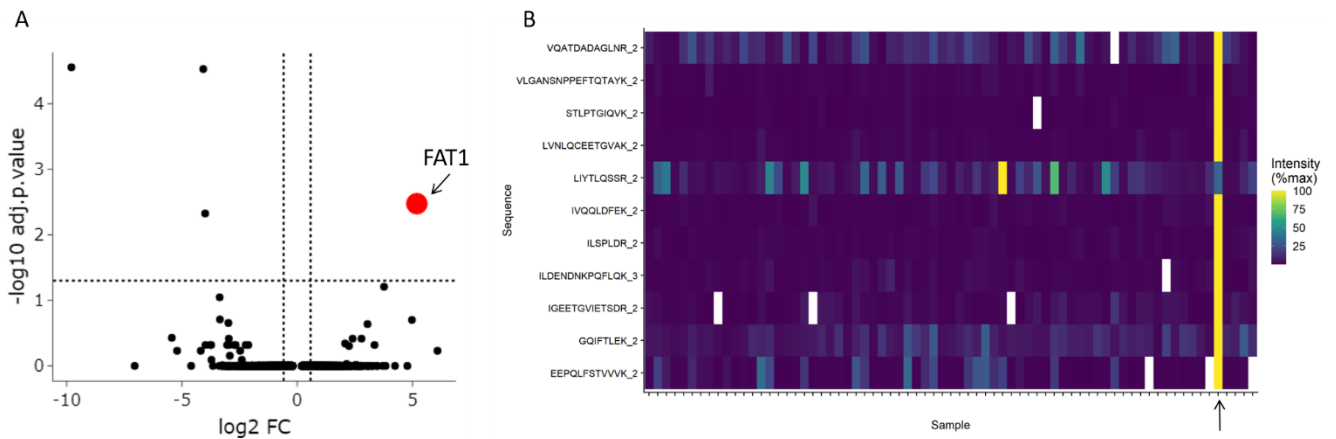 A
-log10 adj.p.value
4
3
2
1
0
-10
-5
0
5
log2 FC
FAT1
B
Sequence
VQATDADAGLNR_2
VLGANSNPPEFTQTAYK_2
STLPTGIQVK_2
LVNLQCEETGVAK_2
LIYTLQSSR_2
IVQQLDFEK_2
ILSPLDR_2
ILDENDNKPQFLQK_3
IGEETGVIETSDR_2
GQIFTLEK_2
EEPQLFSTVVVK_2
Sample
Intensity
(%max)
100
75
50
25